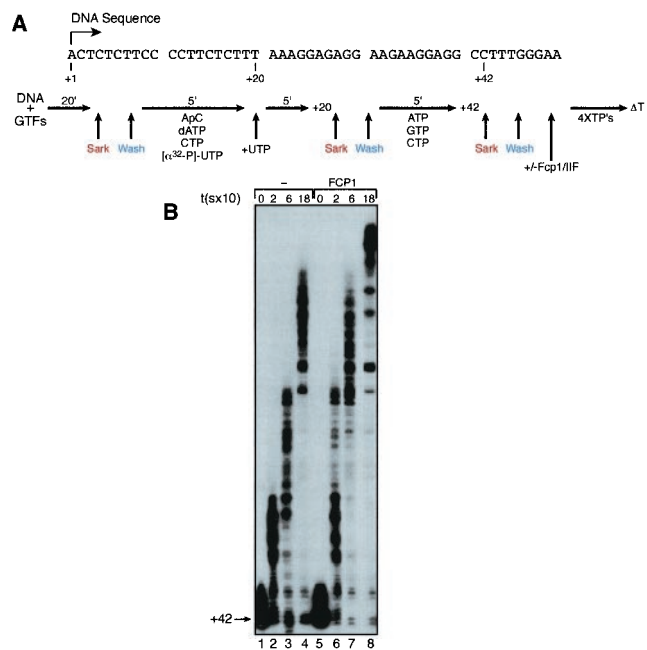 A
DNA Sequence
ACTCTCTTCC CCTTCTCTTT AAAGGAGAGG AAGAAGGAGG CCTTTGGGAA
+1 +20 +42
DNA + GTFs
20' 5' 5' +20 5' +42 4XTP's ΔT
Sark Wash ApC +UTP Sark Wash ATP Sark Wash
dATP GTP
CTP CTP
[α32-P]-UTP
+/-Fcp1/IIF
B
– FCP1
t(sx10) 0 2 6 18 0 2 6 18
+42
1 2 3 4 5 6 7 8